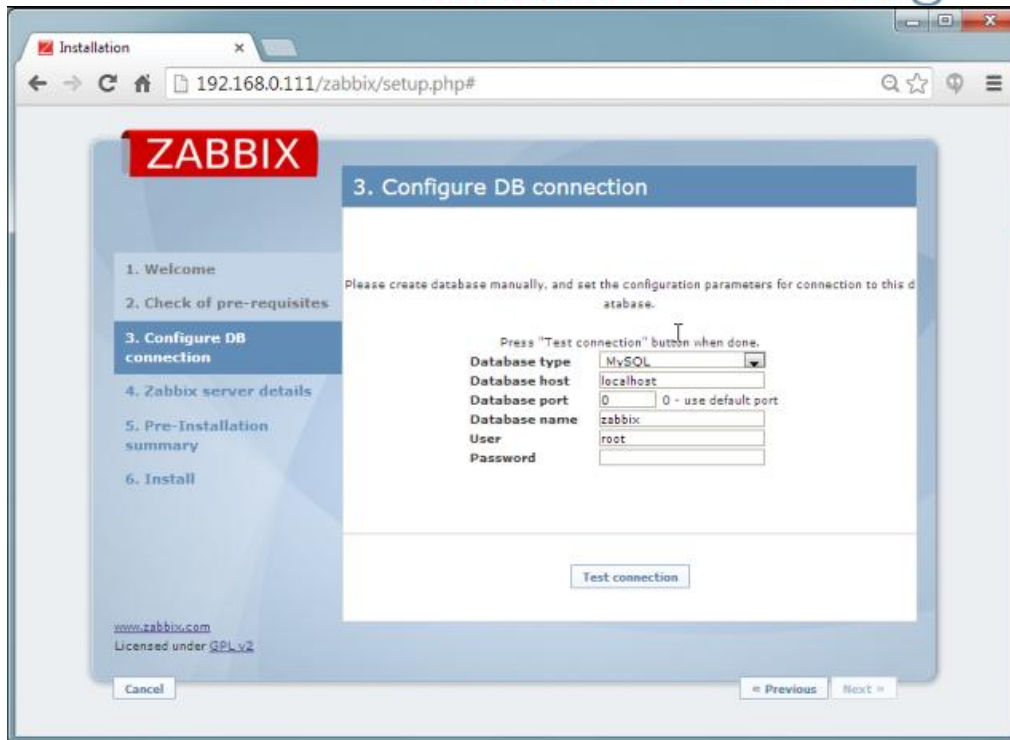 Installation
192.168.0.111/zabbix/setup.php#
ZABBIX
3. Configure DB connection
1. Welcome
2. Check of pre-requisites
3. Configure DB
connection
4. Zabbix server details
5. Pre-Installation
summary
6. Install
Please create database manually, and set the configuration parameters for connection to this d
atabase.
Press "Test connection" button when done.
Database type MySQL
Database host localhost
Database port 0 0 - use default port
Database name zabbix
User root
Password
Test connection
www.zabbix.com
Licensed under GPL v2
Cancel
« Previous Next »